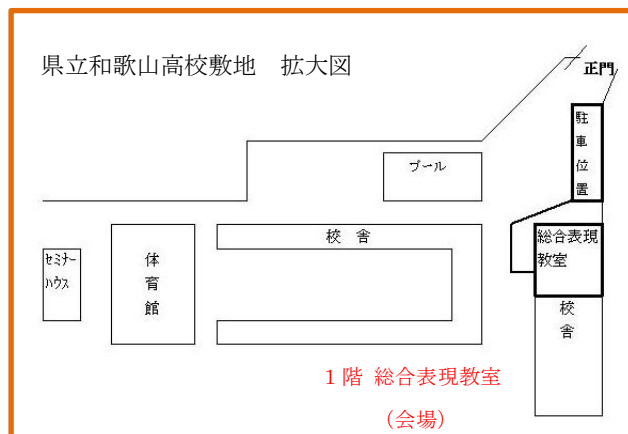 県立和歌山高校敷地　拡大図
正門
駐車位置
プール
校　舎
総合表現
教室
セミナー
ハウス
体育館
校舎
1階 総合表現教室
（会場）